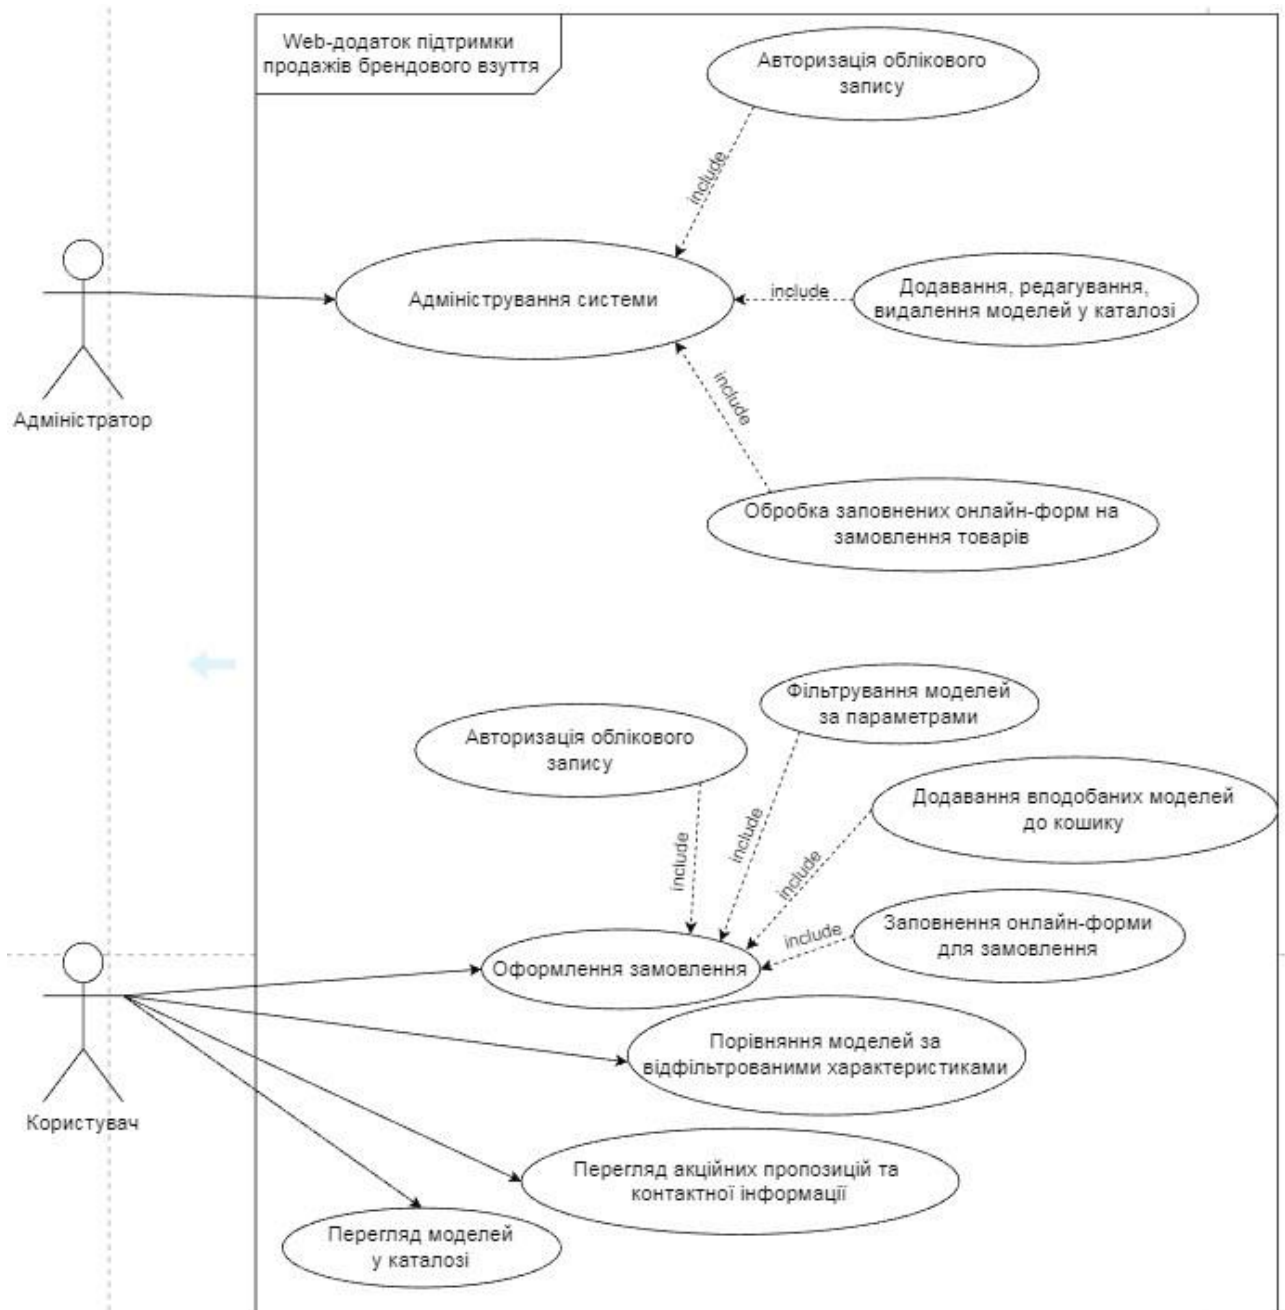 Web-додаток підтримки
продажів брендового взуття
Авторизація облікового
запису
include
Адміністрування системи
include
Додавання, редагування,
видалення моделей у каталозі
Адміністратор
include
Обробка заповнених онлайн-форм на
замовлення товарів
Фільтрування моделей
за параметрами
Авторизація облікового
запису
Додавання вподобаних моделей
до кошику
include
include
include
Заповнення онлайн-форми
для замовлення
include
Оформлення замовлення
Порівняння моделей за
відфільтрованими характеристиками
Користувач
Перегляд акційних пропозицій та
контактної інформації
Перегляд моделей
у каталозі